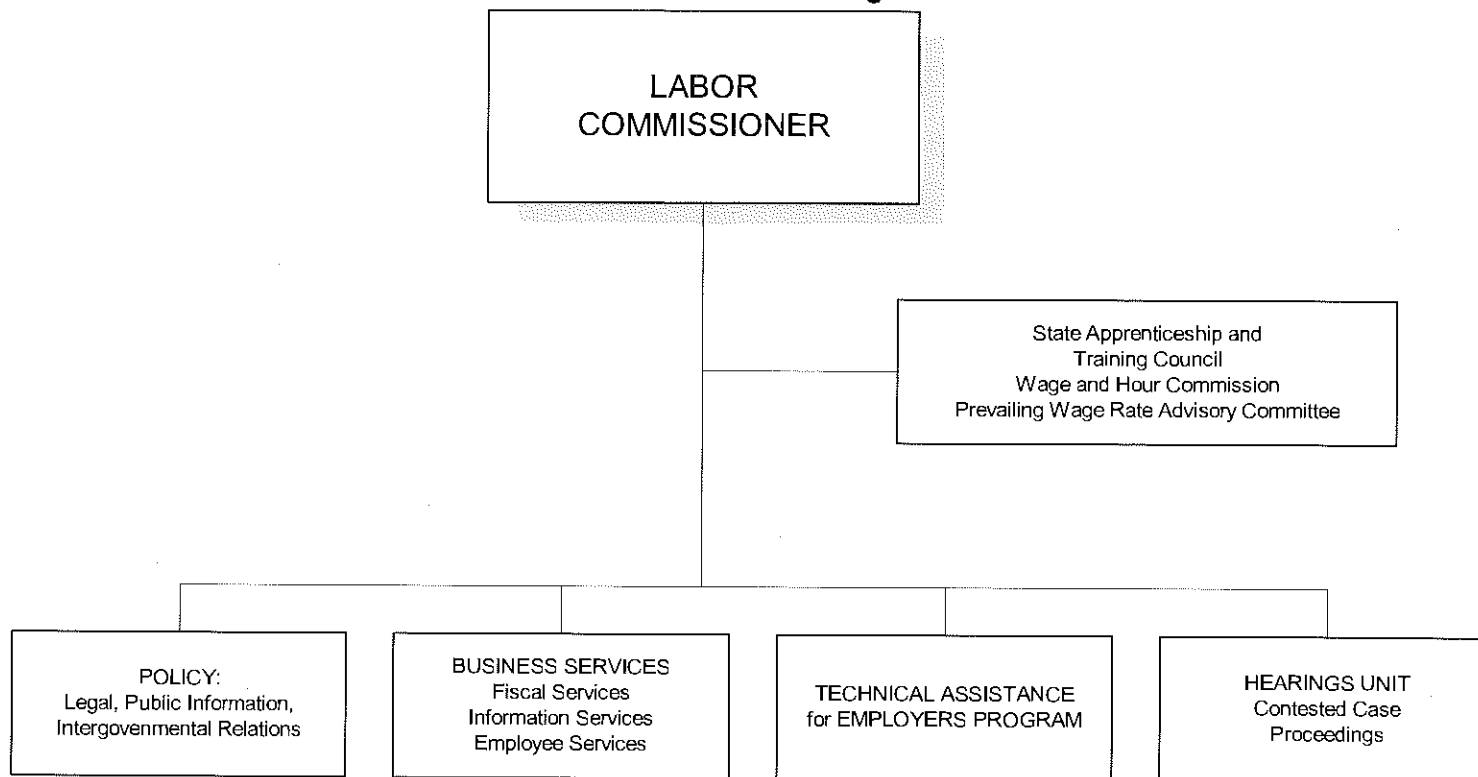 LABOR
COMMISSIONER
State Apprenticeship and
Training Council
Wage and Hour Commission
Prevailing Wage Rate Advisory Committee
POLICY:
Legal, Public Information,
Intergovenmental Relations
BUSINESS SERVICES
Fiscal Services
Information Services
Employee Services
TECHNICAL ASSISTANCE
for EMPLOYERS PROGRAM
HEARINGS UNIT
Contested Case
Proceedings